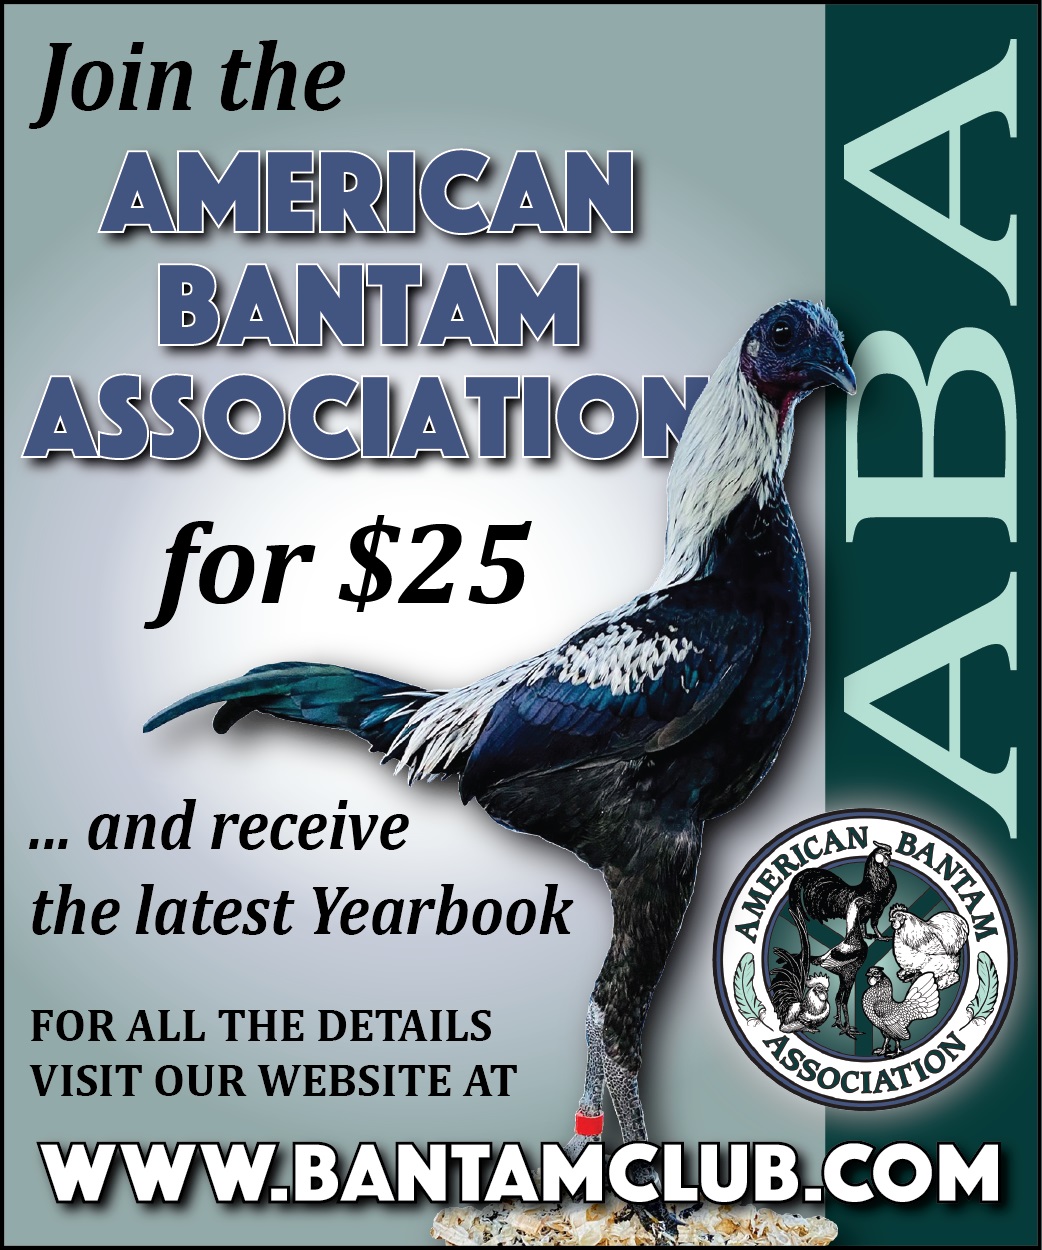 Join the
AMERICAN
BANTAM
ASSOCIATION
for $25
... and receive
the latest Yearbook
FOR ALL THE DETAILS
VISIT OUR WEBSITE AT
WWW.BANTAMCLUB.COM
ABA
AMERICAN BANTAM
ASSOCIATION